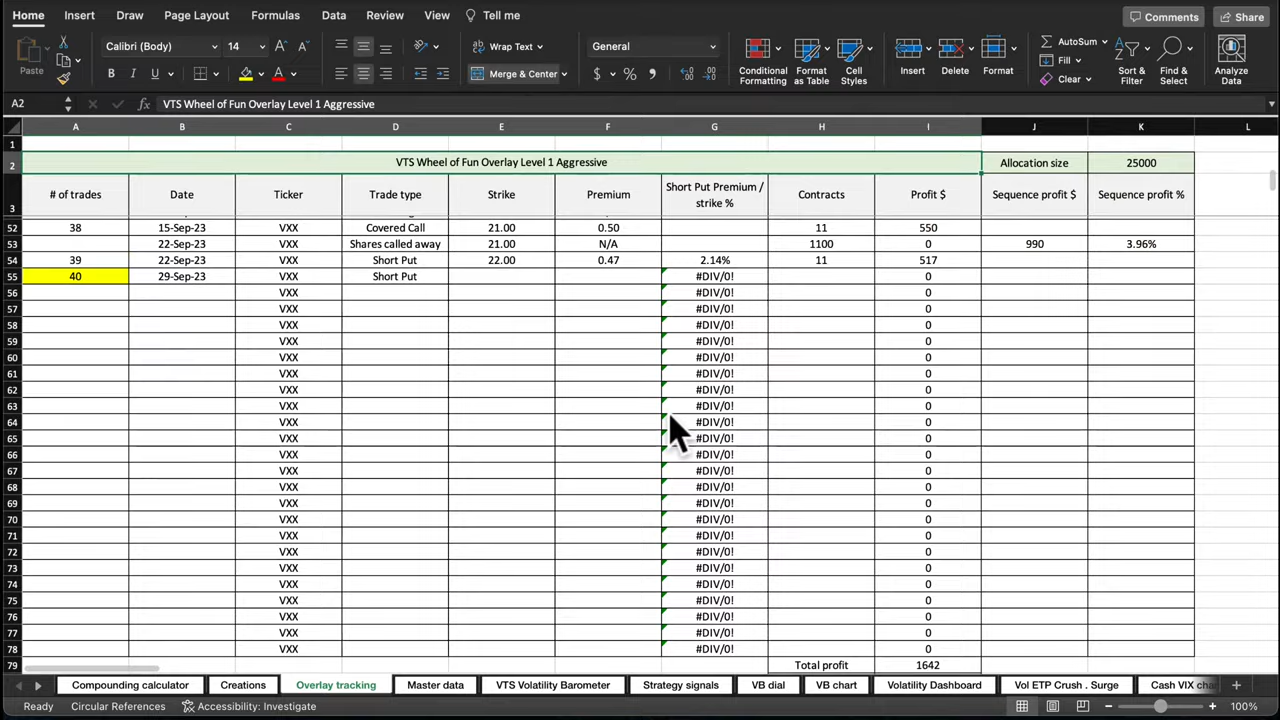 Home Insert Draw Page Layout Formulas Data Review View Tell me Comments Share
Paste Calibri (Body) 14 A^ A˅ Wrap Text General Conditional Formatting Format as Table Cell Styles Insert Delete Format AutoSum Fill Clear Sort & Filter Find & Select Analyze Data
B I U A Merge & Center $ % ,
A2 fx VTS Wheel of Fun Overlay Level 1 Aggressive
A B C D E F G H I J K L
1
2 VTS Wheel of Fun Overlay Level 1 Aggressive Allocation size 25000
3 # of trades Date Ticker Trade type Strike Premium Short Put Premium / strike % Contracts Profit $ Sequence profit $ Sequence profit %
52 38 15-Sep-23 VXX Covered Call 21.00 0.50 11 550
53 22-Sep-23 VXX Shares called away 21.00 N/A 1100 0 990 3.96%
54 39 22-Sep-23 VXX Short Put 22.00 0.47 2.14% 11 517
55 40 29-Sep-23 VXX Short Put #DIV/0! 0
56 VXX #DIV/0! 0
57 VXX #DIV/0! 0
58 VXX #DIV/0! 0
59 VXX #DIV/0! 0
60 VXX #DIV/0! 0
61 VXX #DIV/0! 0
62 VXX #DIV/0! 0
63 VXX #DIV/0! 0
64 VXX #DIV/0! 0
65 VXX #DIV/0! 0
66 VXX #DIV/0! 0
67 VXX #DIV/0! 0
68 VXX #DIV/0! 0
69 VXX #DIV/0! 0
70 VXX #DIV/0! 0
71 VXX #DIV/0! 0
72 VXX #DIV/0! 0
73 VXX #DIV/0! 0
74 VXX #DIV/0! 0
75 VXX #DIV/0! 0
76 VXX #DIV/0! 0
77 VXX #DIV/0! 0
78 VXX #DIV/0! 0
79 Total profit 1642
Compounding calculator Creations Overlay tracking Master data VTS Volatility Barometer Strategy signals VB dial VB chart Volatility Dashboard Vol ETP Crush . Surge Cash VIX
Ready Circular References Accessibility: Investigate 100%